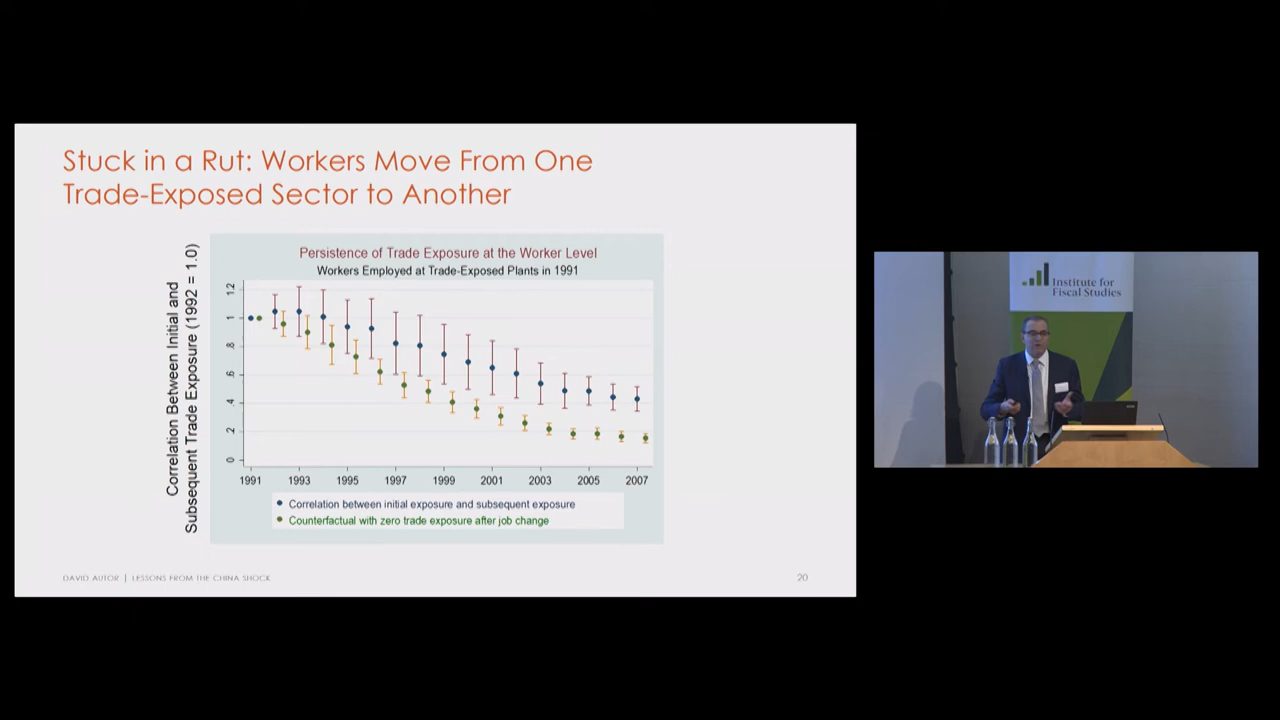 Stuck in a Rut: Workers Move From One
Trade-Exposed Sector to Another
Correlation Between Initial and
Subsequent Trade Exposure (1992 = 1.0)
Persistence of Trade Exposure at the Worker Level
Workers Employed at Trade-Exposed Plants in 1991
1.2
1
.8
.6
.4
.2
0
1991 1993 1995 1997 1999 2001 2003 2005 2007
Correlation between initial exposure and subsequent exposure
Counterfactual with zero trade exposure after job change
DAVID AUTOR | LESSONS FROM THE CHINA SHOCK
20
Institute for
Fiscal Studies